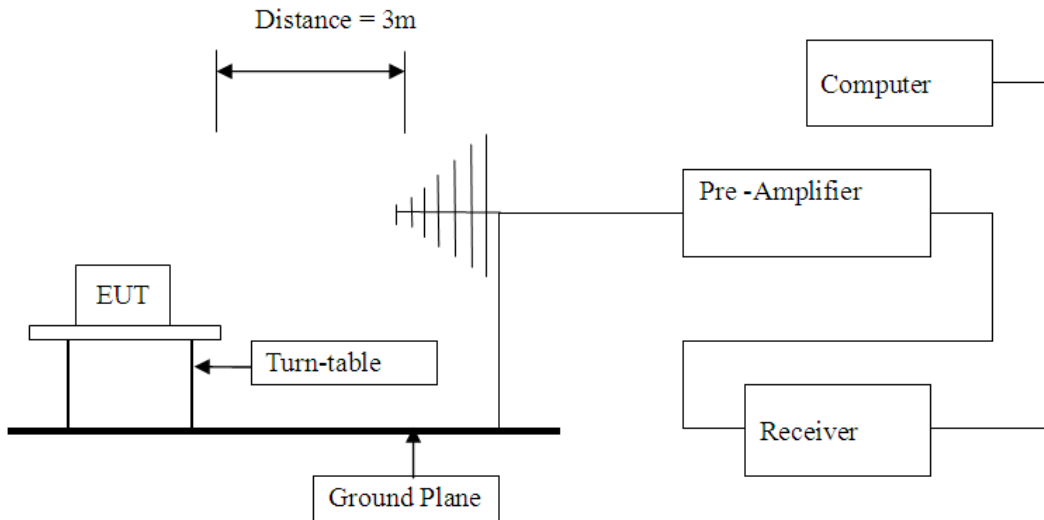 Distance = 3m
Computer
Pre -Amplifier
EUT
Turn-table
Receiver
Ground Plane